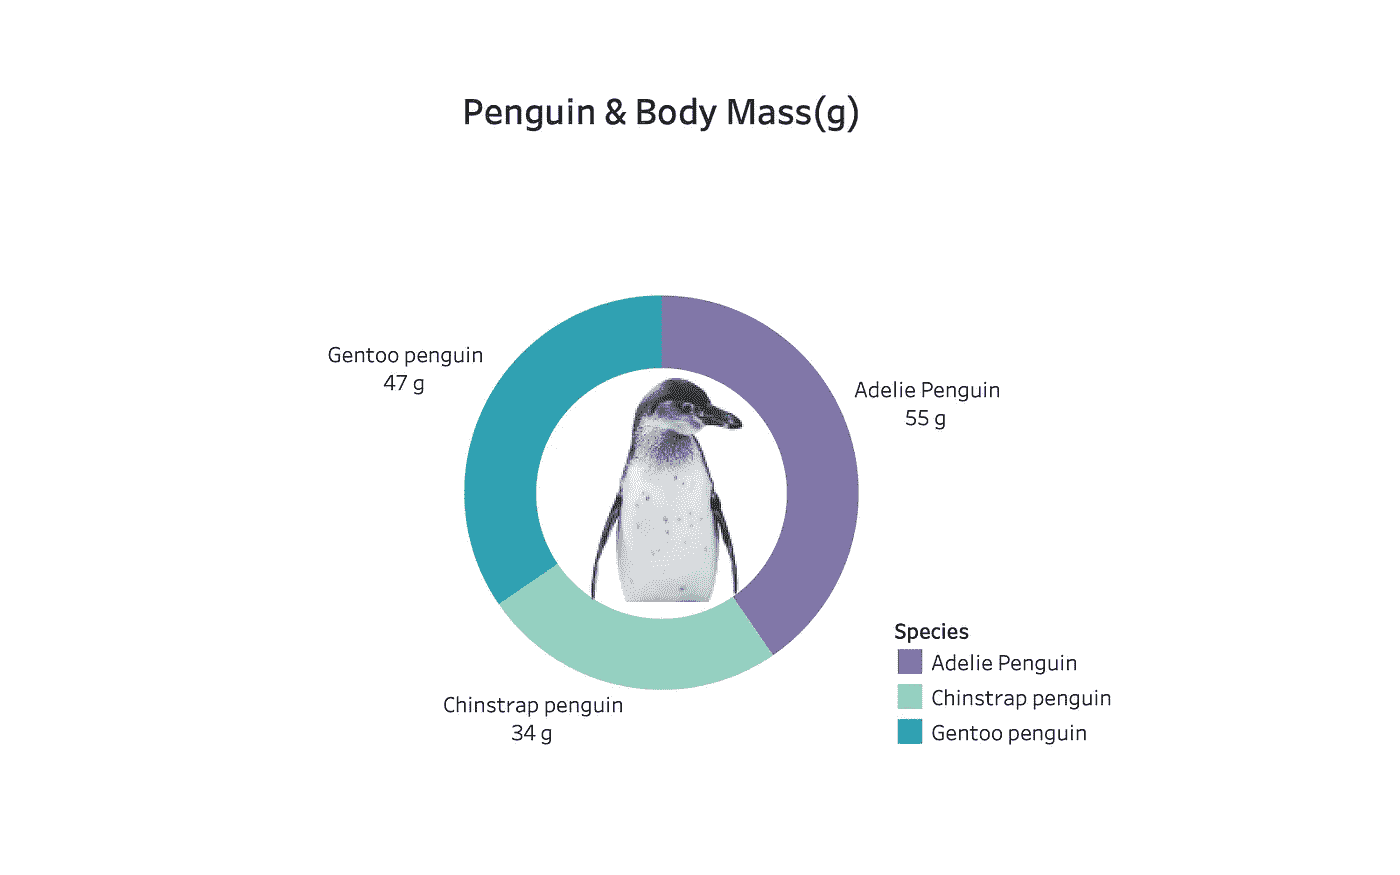 Penguin & Body Mass(g)
Gentoo penguin
47 g
Adelie Penguin
55 g
Chinstrap penguin
34 g
Species
Adelie Penguin
Chinstrap penguin
Gentoo penguin